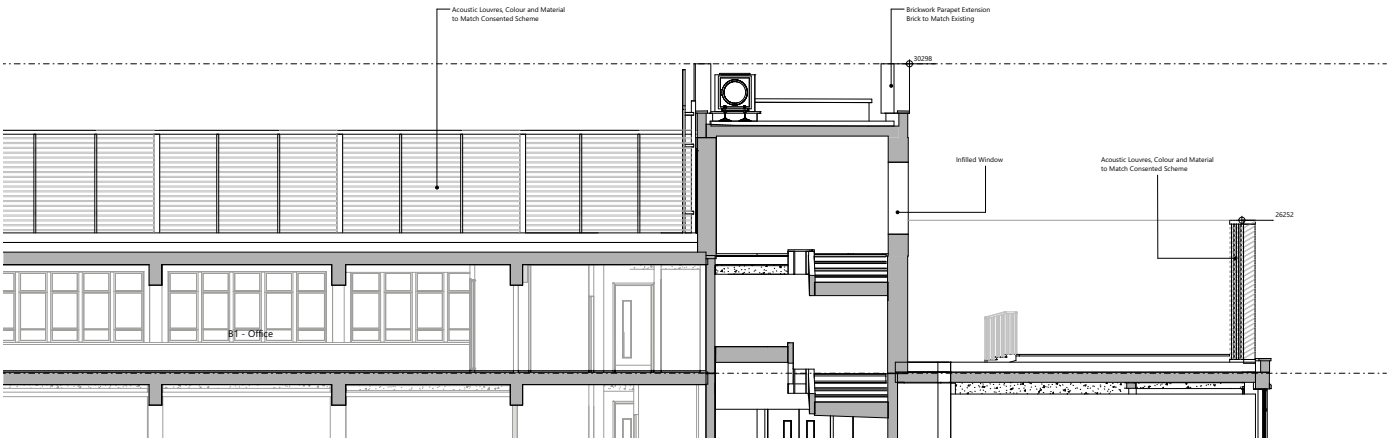 Acoustic Louvres, Colour and Material
to Match Consented Scheme
Brickwork Parapet Extension
Brick to Match Existing
30298
Infilled Window
Acoustic Louvres, Colour and Material
to Match Consented Scheme
26252
B1 - Office